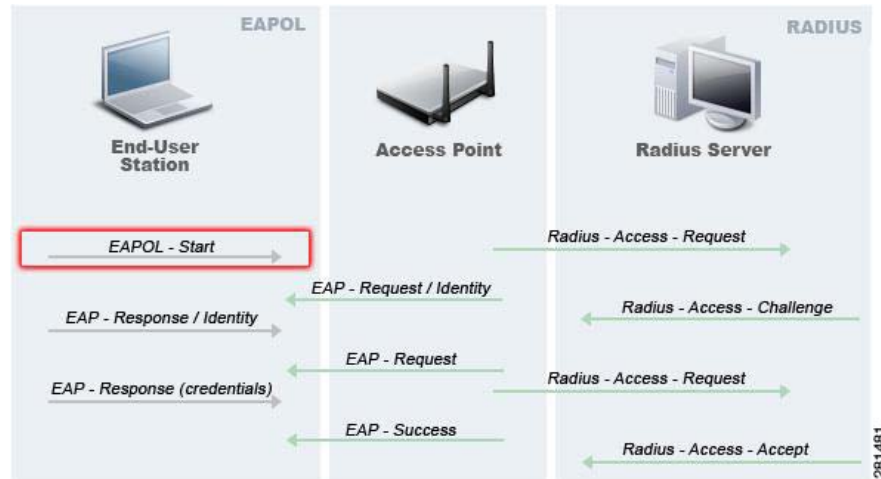 EAPOL
RADIUS
End-User
Station
Access Point
Radius Server
EAPOL - Start
Radius - Access - Request
EAP - Request / Identity
Radius - Access - Challenge
EAP - Response / Identity
EAP - Request
Radius - Access - Request
EAP - Response (credentials)
EAP - Success
Radius - Access - Accept
281481